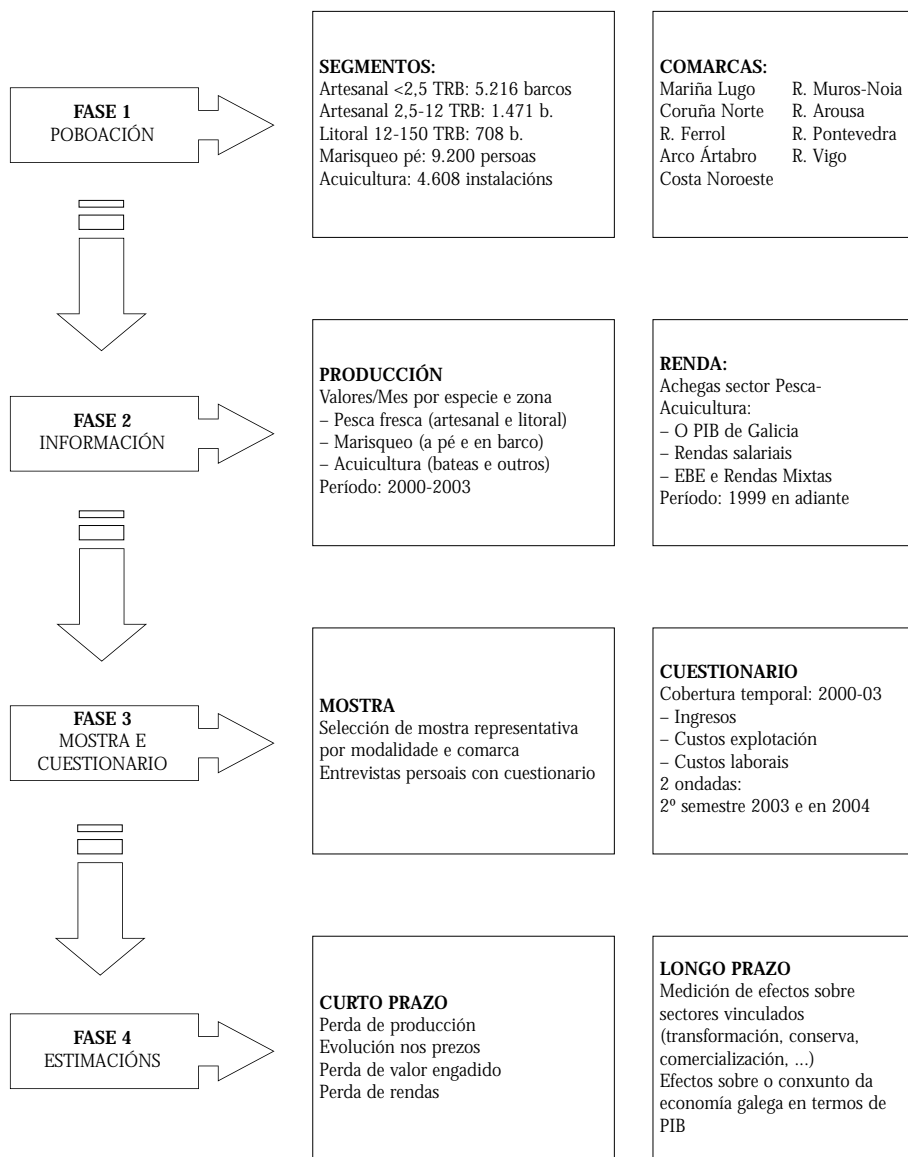 FASE 1
POBOACIÓN
SEGMENTOS:
Artesanal <2,5 TRB: 5.216 barcos
Artesanal 2,5-12 TRB: 1.471 b.
Litoral 12-150 TRB: 708 b.
Marisqueo pé: 9.200 persoas
Acuicultura: 4.608 instalacións
COMARCAS:
Mariña Lugo R. Muros-Noia
Coruña Norte R. Arousa
R. Ferrol R. Pontevedra
Arco Ártabro R. Vigo
Costa Noroeste
FASE 2
INFORMACIÓN
PRODUCCIÓN
Valores/Mes por especie e zona
– Pesca fresca (artesanal e litoral)
– Marisqueo (a pé e en barco)
– Acuicultura (bateas e outros)
Período: 2000-2003
RENDA:
Achegas sector Pesca-
Acuicultura:
– O PIB de Galicia
– Rendas salariais
– EBE e Rendas Mixtas
Período: 1999 en adiante
FASE 3
MOSTRA E
CUESTIONARIO
MOSTRA
Selección de mostra representativa
por modalidade e comarca
Entrevistas persoais con cuestionario
CUESTIONARIO
Cobertura temporal: 2000-03
– Ingresos
– Custos explotación
– Custos laborais
2 ondadas:
2º semestre 2003 e en 2004
FASE 4
ESTIMACIÓNS
CURTO PRAZO
Perda de producción
Evolución nos prezos
Perda de valor engadido
Perda de rendas
LONGO PRAZO
Medición de efectos sobre
sectores vinculados
(transformación, conserva,
comercialización, ...)
Efectos sobre o conxunto da
economía galega en termos de
PIB